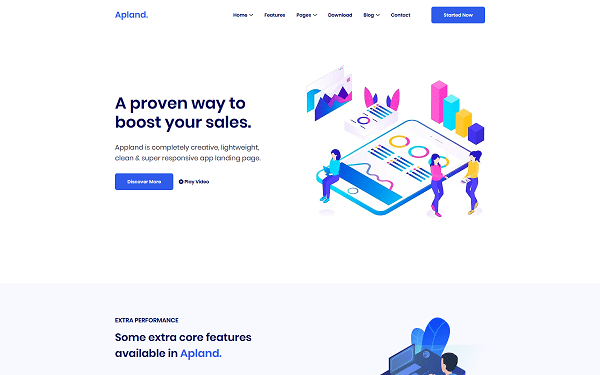 Apland.
Home Features Pages Download Blog Contact Started Now
A proven way to
boost your sales.
Appland is completely creative, lightweight,
clean & super responsive app landing page.
Discover More Play Video
EXTRA PERFORMANCE
Some extra core features
available in Apland.